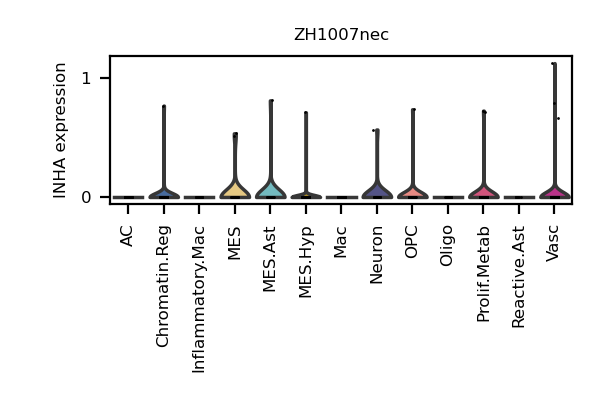 ZH1007nec
INHA expression
1
0
AC
Chromatin.Reg
Inflammatory.Mac
MES
MES.Ast
MES.Hyp
Mac
Neuron
OPC
Oligo
Prolif.Metab
Reactive.Ast
Vasc